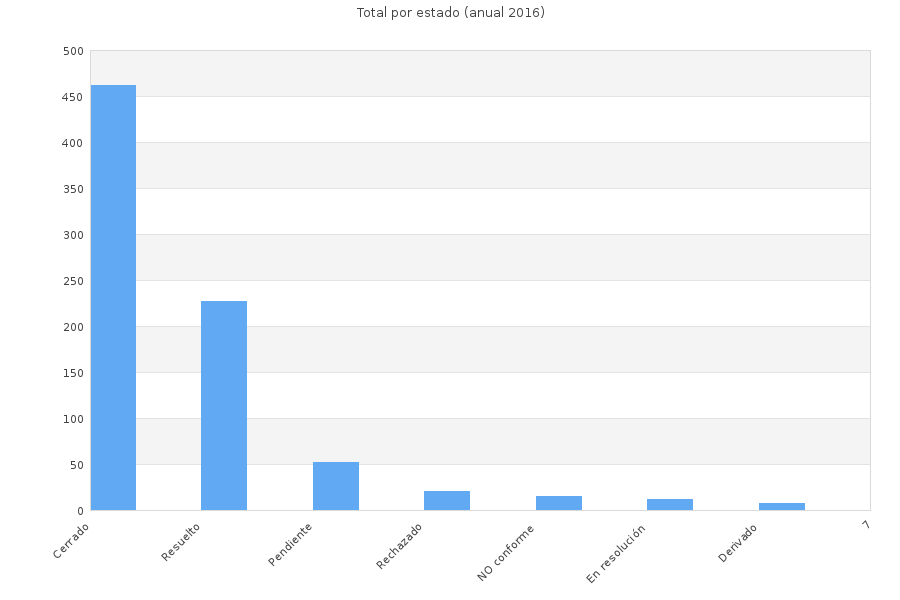 Total por estado (anual 2016)
500
450
400
350
300
250
200
150
100
50
0
Cerrado
Resuelto
Pendiente
Rechazado
NO conforme
En resolución
Derivado
7